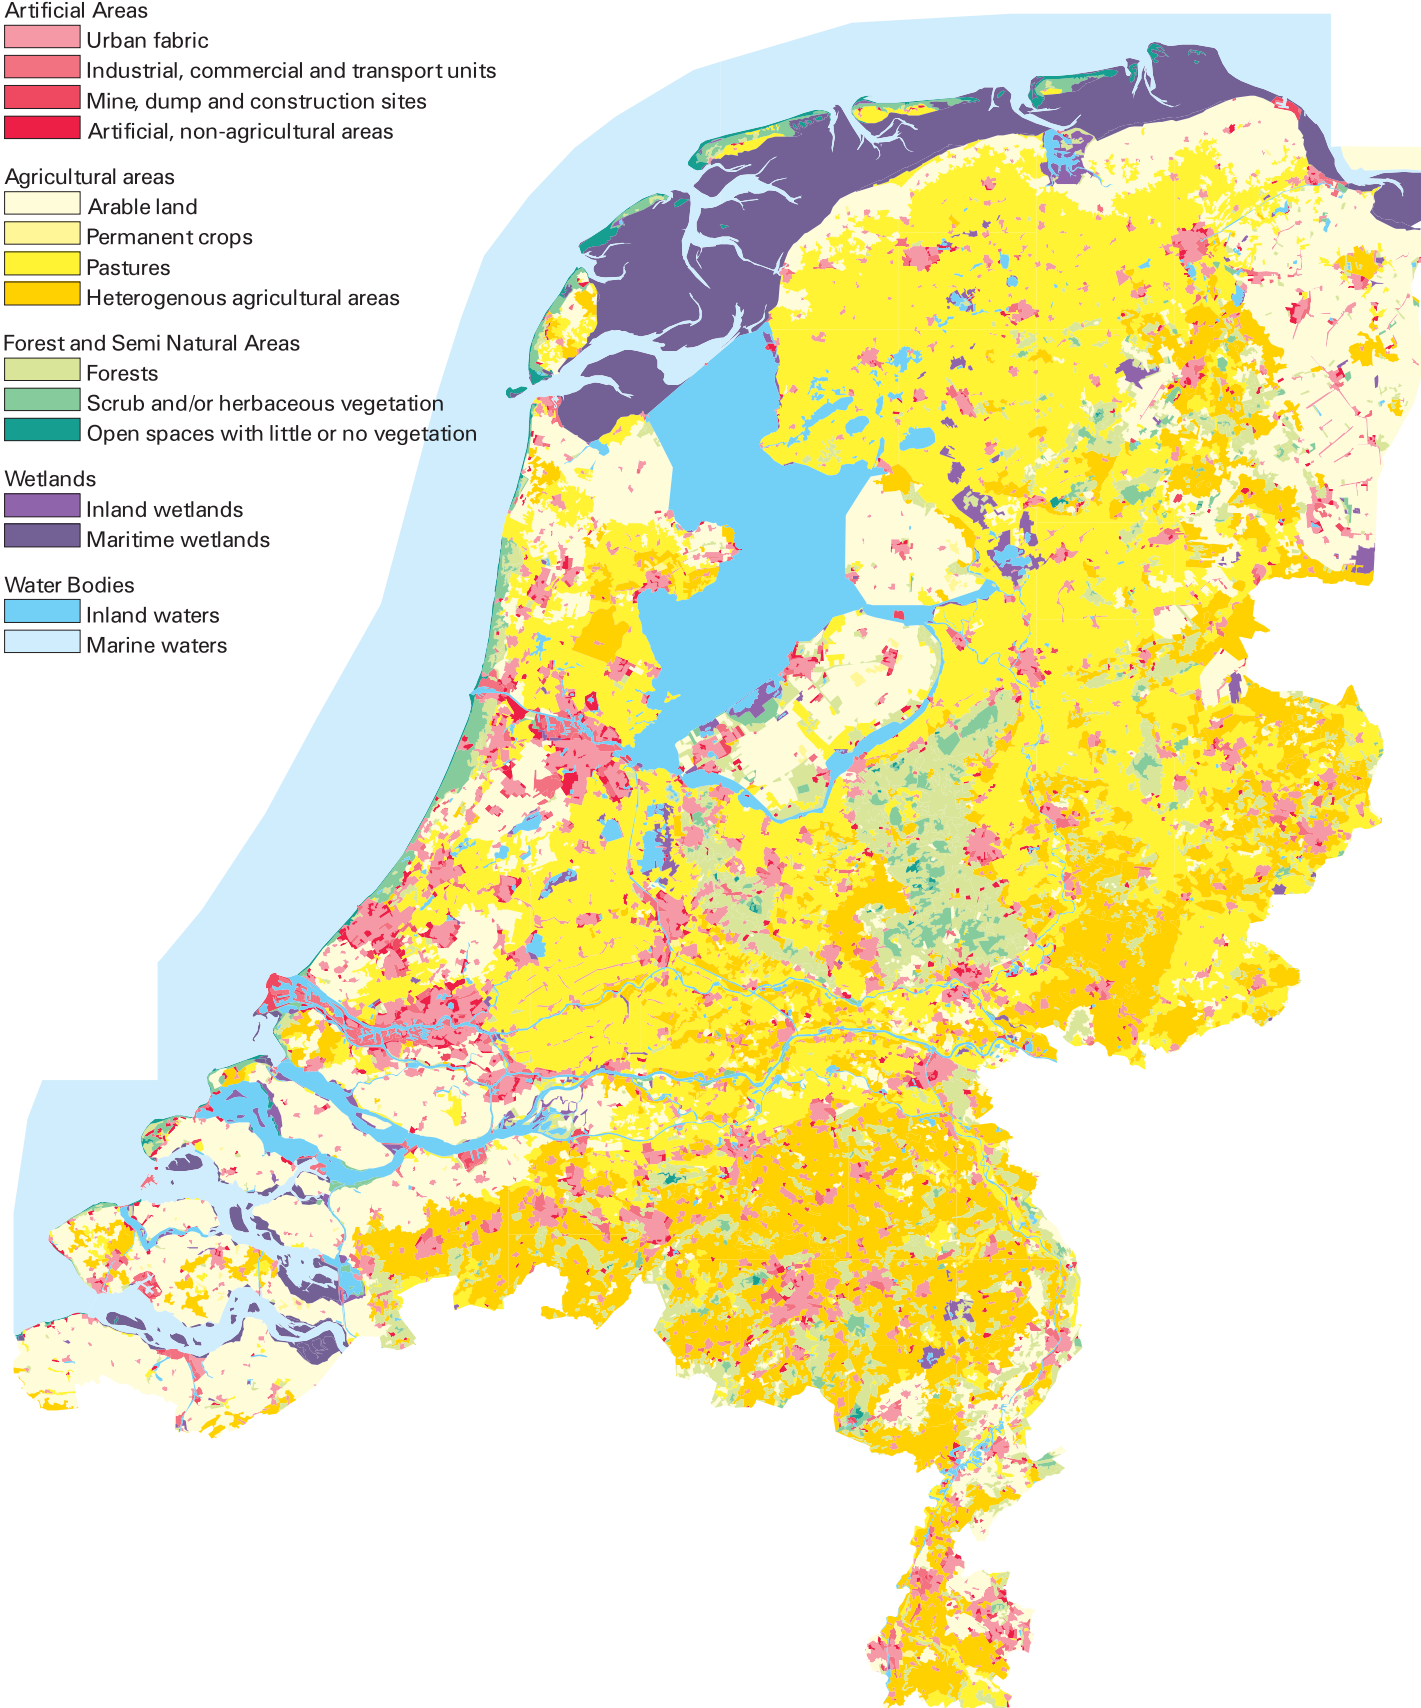 Artificial Areas
Urban fabric
Industrial, commercial and transport units
Mine, dump and construction sites
Artificial, non-agricultural areas
Agricultural areas
Arable land
Permanent crops
Pastures
Heterogenous agricultural areas
Forest and Semi Natural Areas
Forests
Scrub and/or herbaceous vegetation
Open spaces with little or no vegetation
Wetlands
Inland wetlands
Maritime wetlands
Water Bodies
Inland waters
Marine waters